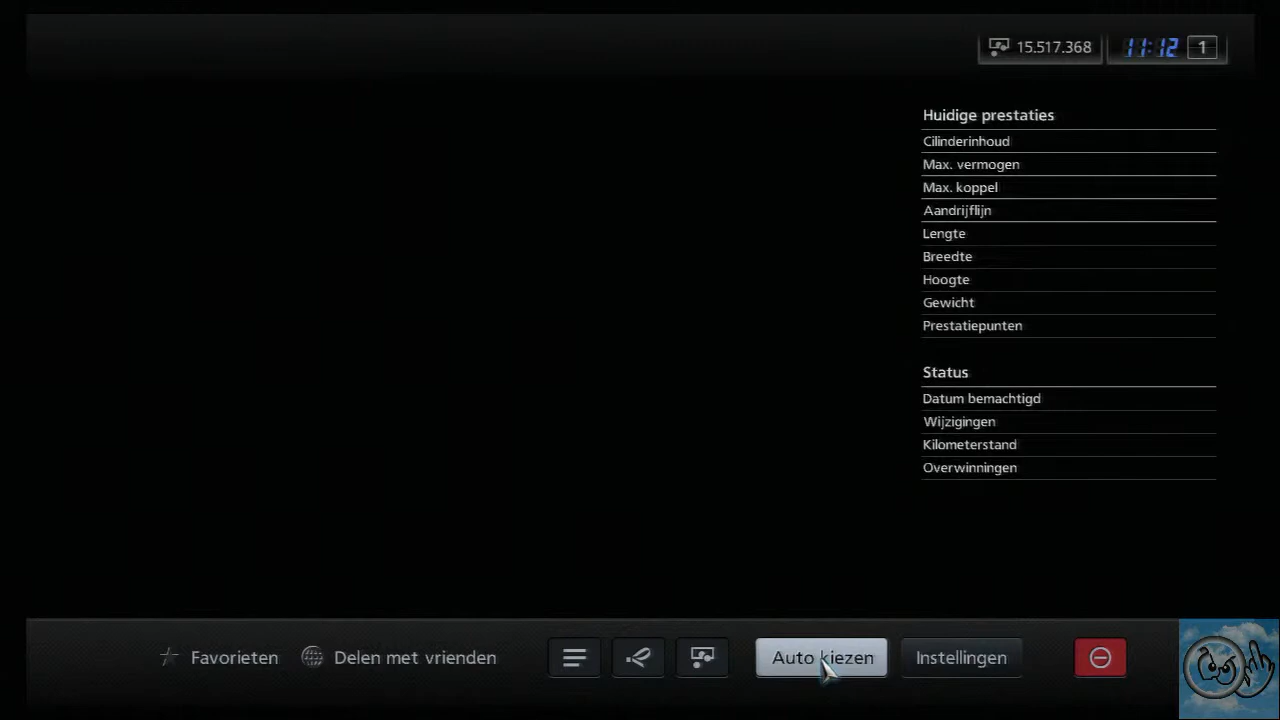 15.517.368
11:12
1
Huidige prestaties
Cilinderinhoud
Max. vermogen
Max. koppel
Aandrijflijn
Lengte
Breedte
Hoogte
Gewicht
Prestatiepunten
Status
Datum bemachtigd
Wijzigingen
Kilometerstand
Overwinningen
Favorieten
Delen met vrienden
Auto kiezen
Instellingen